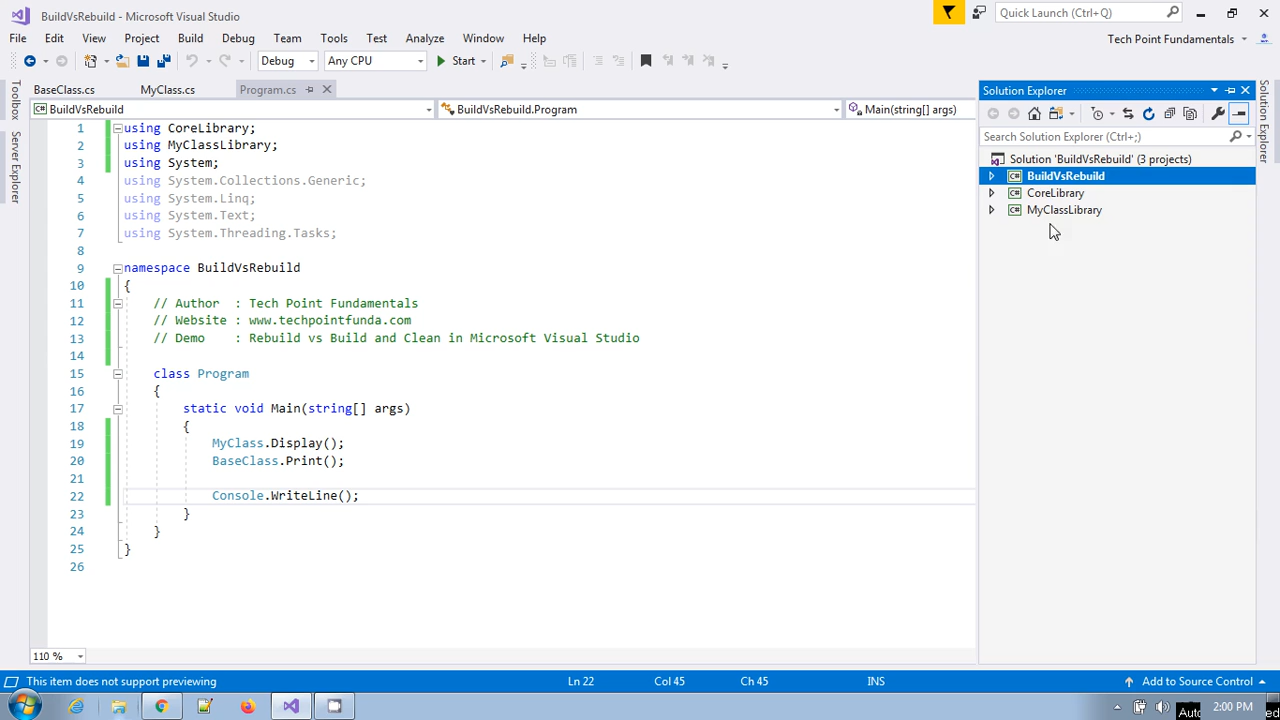 BuildVsRebuild - Microsoft Visual Studio
Quick Launch (Ctrl+Q)
File Edit View Project Build Debug Team Tools Test Analyze Window Help
Tech Point Fundamentals
Debug Any CPU Start
BaseClass.cs MyClass.cs Program.cs
BuildVsRebuild BuildVsRebuild.Program Main(string[] args)
Toolbox
Server Explorer
1 using CoreLibrary;
2 using MyClassLibrary;
3 using System;
4 using System.Collections.Generic;
5 using System.Linq;
6 using System.Text;
7 using System.Threading.Tasks;
8
9 namespace BuildVsRebuild
10 {
11 // Author : Tech Point Fundamentals
12 // Website : www.techpointfunda.com
13 // Demo : Rebuild vs Build and Clean in Microsoft Visual Studio
14
15 class Program
16 {
17 static void Main(string[] args)
18 {
19 MyClass.Display();
20 BaseClass.Print();
21
22 Console.WriteLine();
23 }
24 }
25 }
26
110 %
Solution Explorer
Search Solution Explorer (Ctrl+;)
Solution 'BuildVsRebuild' (3 projects)
C# BuildVsRebuild
C# CoreLibrary
C# MyClassLibrary
Solution Explorer
This item does not support previewing Ln 22 Col 45 Ch 45 INS Add to Source Control
2:00 PM